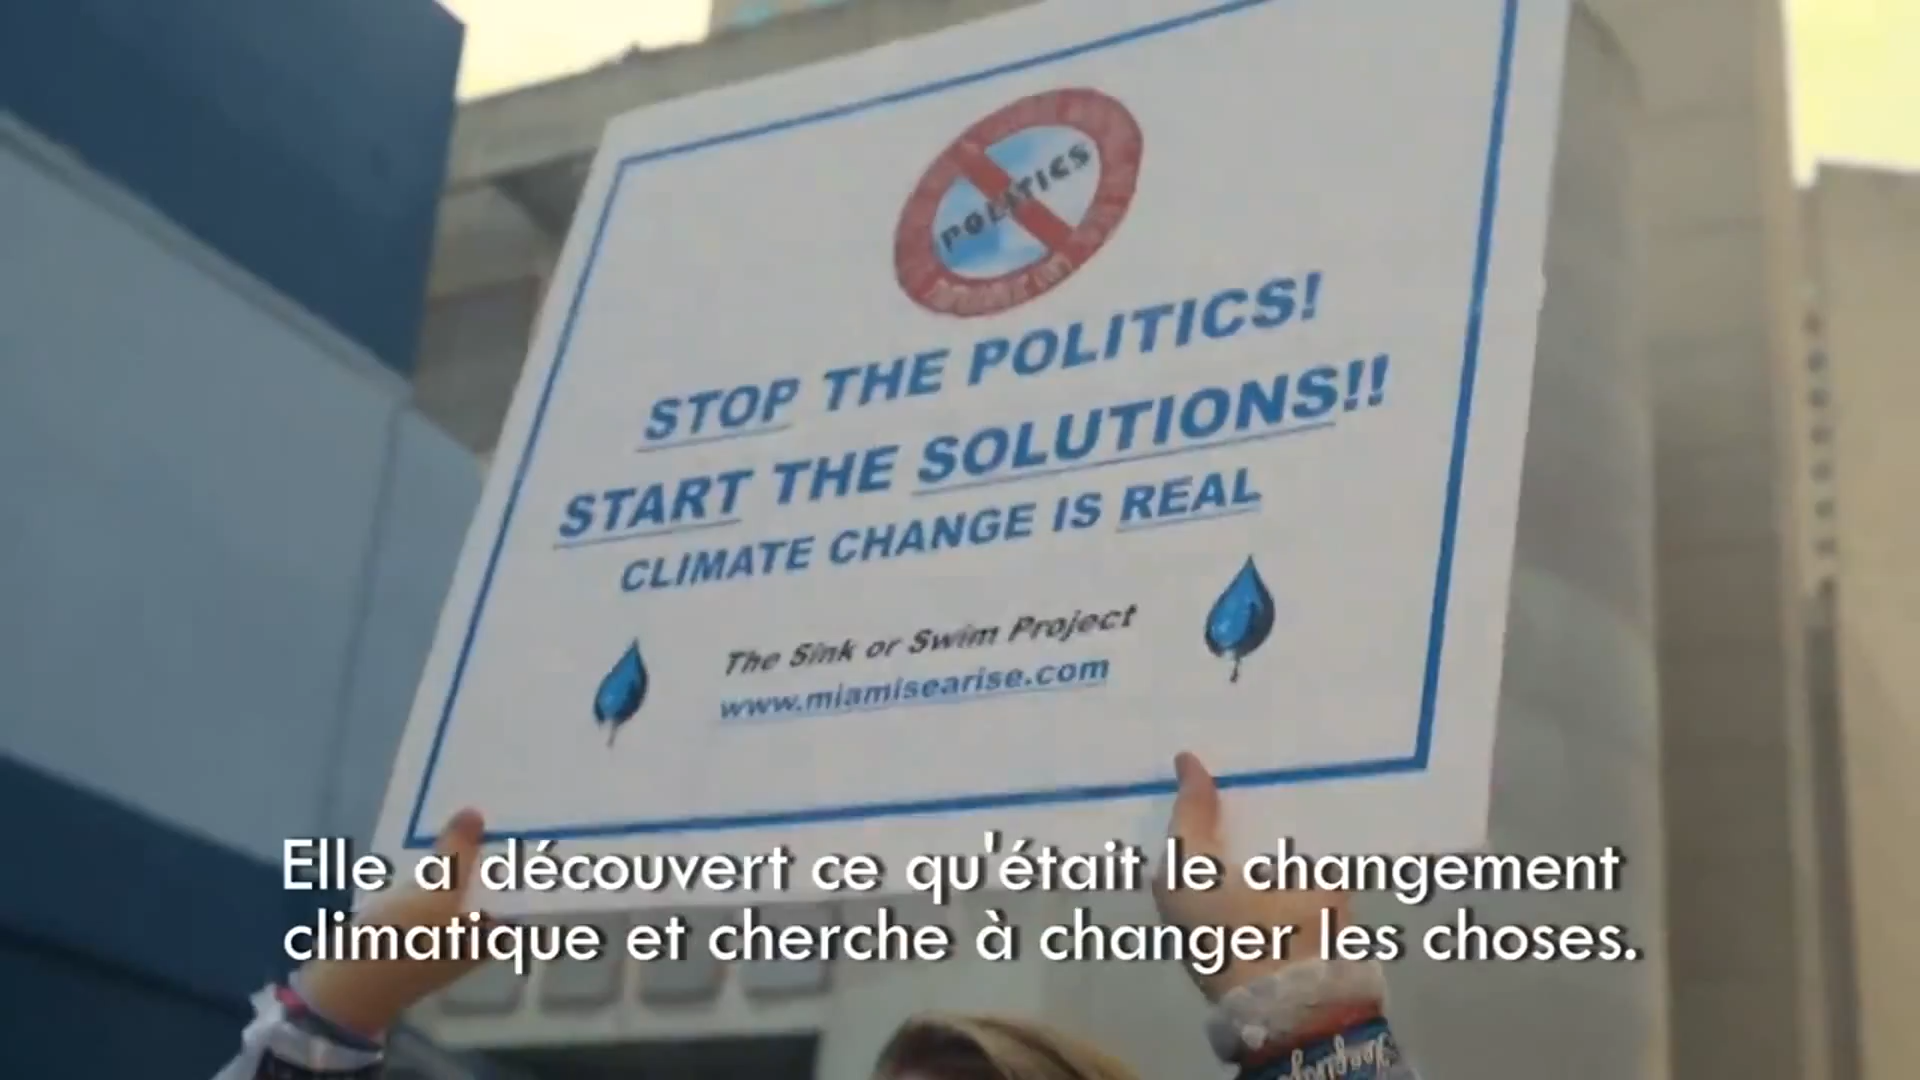 POLITICS
STOP THE POLITICS!
START THE SOLUTIONS!!
CLIMATE CHANGE IS REAL
The Sink or Swim Project
www.miamisearise.com
Elle a découvert ce qu'était le changement
climatique et cherche à changer les choses.